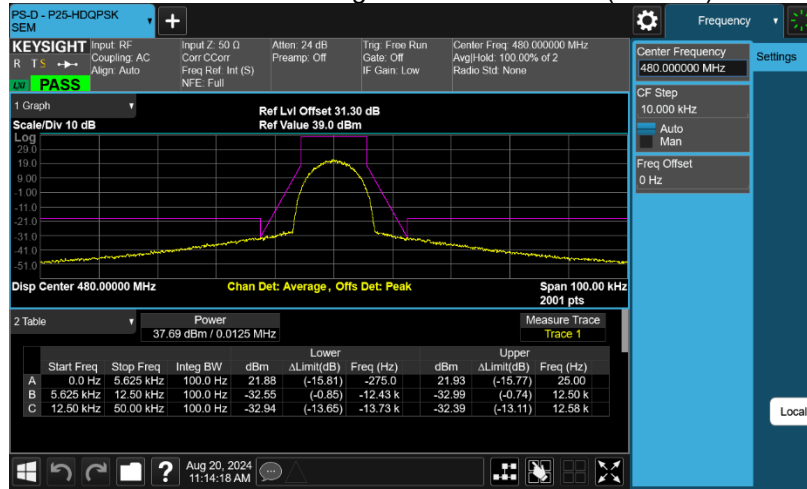 PS-D - P25-HDQPSK
SEM
Frequency
KEYSIGHT
R T S
PASS
Input: RF
Coupling: AC
Align: Auto
Input Z: 50 Ω
Corr CCorr
Freq Ref: Int (S)
NFE: Full
Atten: 24 dB
Preamp: Off
Trig: Free Run
Gate: Off
IF Gain: Low
Center Freq: 480.000000 MHz
Avg|Hold: 100.00% of 2
Radio Std: None
Center Frequency
480.000000 MHz
Settings
CF Step
10.000 kHz
Auto
Man
Freq Offset
0 Hz
1 Graph
Scale/Div 10 dB
Ref Lvl Offset 31.30 dB
Ref Value 39.0 dBm
Log
29.0
19.0
9.00
-1.00
-11.0
-21.0
-31.0
-41.0
-51.0
Disp Center 480.00000 MHz
Chan Det: Average , Offs Det: Peak
Span 100.00 kHz
2001 pts
2 Table
Power
37.69 dBm / 0.0125 MHz
Measure Trace
Trace 1
Lower Upper
Start Freq Stop Freq Integ BW dBm ΔLimit(dB) Freq (Hz) dBm ΔLimit(dB) Freq (Hz)
A 0.0 Hz 5.625 kHz 100.0 Hz 21.88 (-15.81) -275.0 21.93 (-15.77) 25.00
B 5.625 kHz 12.50 kHz 100.0 Hz -32.55 (-0.85) -12.43 k -32.99 (-0.74) 12.50 k
C 12.50 kHz 50.00 kHz 100.0 Hz -32.94 (-13.65) -13.73 k -32.39 (-13.11) 12.58 k
Local
Aug 20, 2024
11:14:18 AM